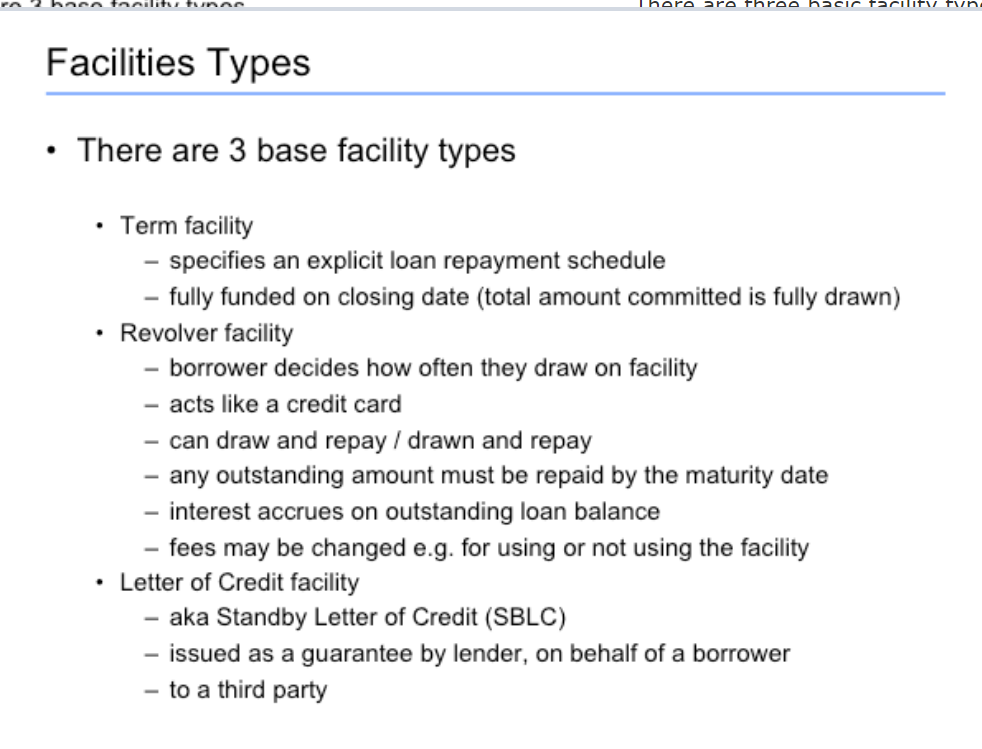 re 3 base facility types
There are three basic facility typ
Facilities Types
• There are 3 base facility types
• Term facility
– specifies an explicit loan repayment schedule
– fully funded on closing date (total amount committed is fully drawn)
• Revolver facility
– borrower decides how often they draw on facility
– acts like a credit card
– can draw and repay / drawn and repay
– any outstanding amount must be repaid by the maturity date
– interest accrues on outstanding loan balance
– fees may be changed e.g. for using or not using the facility
• Letter of Credit facility
– aka Standby Letter of Credit (SBLC)
– issued as a guarantee by lender, on behalf of a borrower
– to a third party